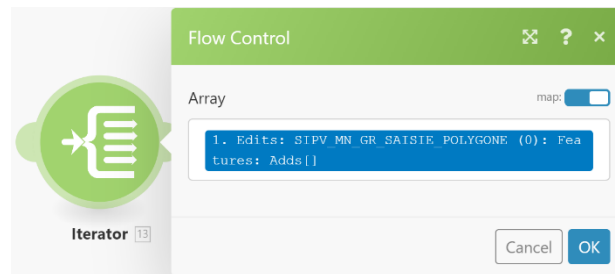 Flow Control
? ×
Array
map:
1. Edits: SIPV_MN_GR_SAISIE_POLYGONE (0): Fea
tures: Adds[]
Iterator 13
Cancel OK